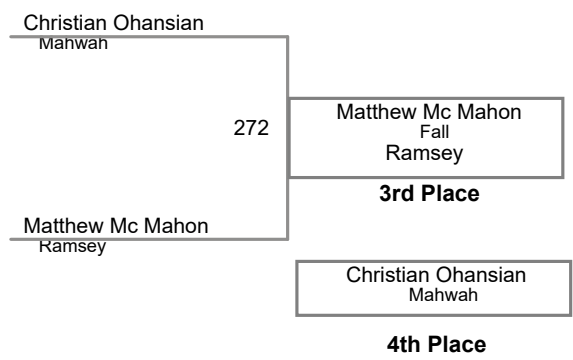 Christian Ohansian
Mahwah
272
Matthew Mc Mahon
Fall
Ramsey
3rd Place
Matthew Mc Mahon
Ramsey
Christian Ohansian
Mahwah
4th Place